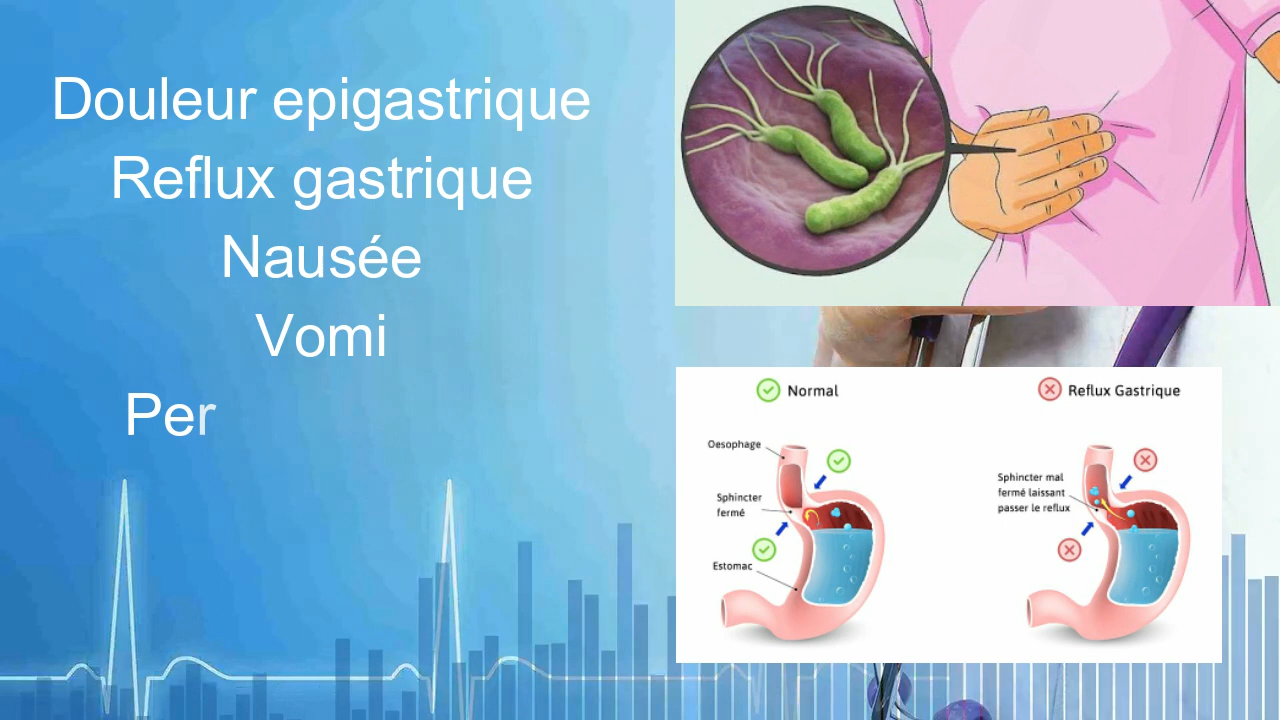 Douleur epigastrique
Reflux gastrique
Nausée
Vomi
Per
Normal
Oesophage
Sphincter
fermé
Estomac
Reflux Gastrique
Sphincter mal
fermé laissant
passer le reflux